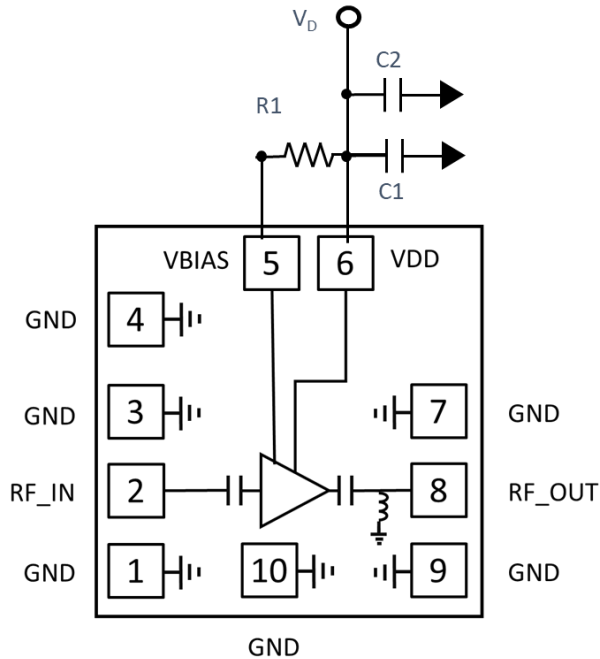 V_D
C2
R1
C1
VBIAS 5 6 VDD
GND 4
GND 3 7 GND
RF_IN 2 8 RF_OUT
GND 1 10 9 GND
GND